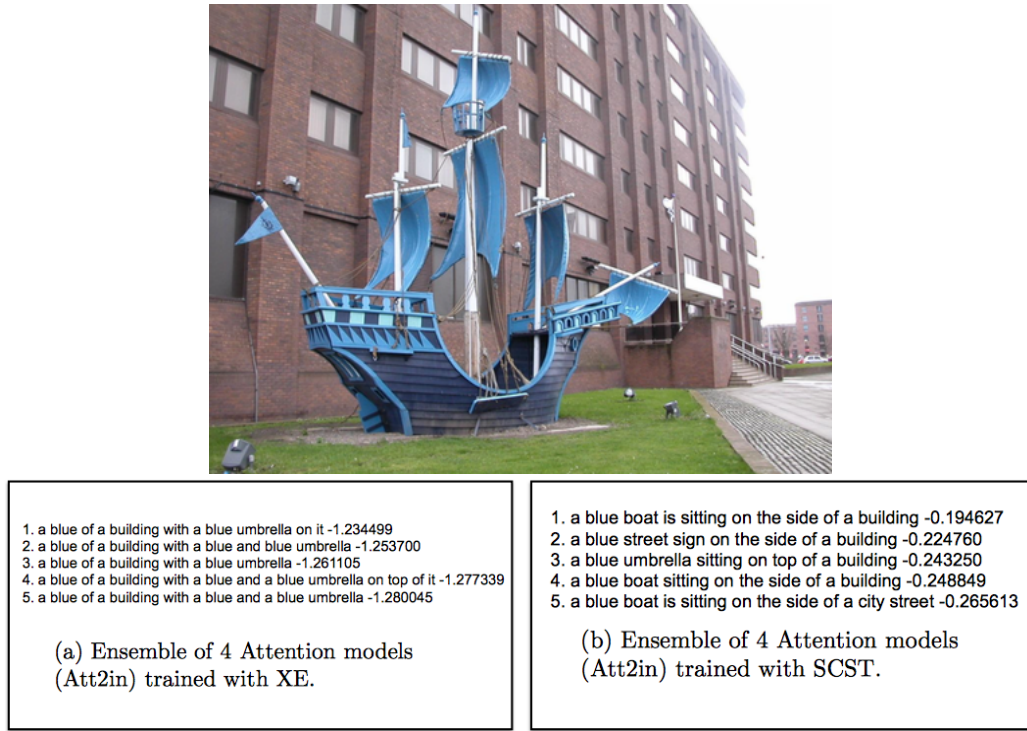 1. a blue of a building with a blue umbrella on it -1.234499
2. a blue of a building with a blue and blue umbrella -1.253700
3. a blue of a building with a blue umbrella -1.261105
4. a blue of a building with a blue and a blue umbrella on top of it -1.277339
5. a blue of a building with a blue and a blue umbrella -1.280045
(a) Ensemble of 4 Attention models
(Att2in) trained with XE.
1. a blue boat is sitting on the side of a building -0.194627
2. a blue street sign on the side of a building -0.224760
3. a blue umbrella sitting on top of a building -0.243250
4. a blue boat sitting on the side of a building -0.248849
5. a blue boat is sitting on the side of a city street -0.265613
(b) Ensemble of 4 Attention models
(Att2in) trained with SCST.